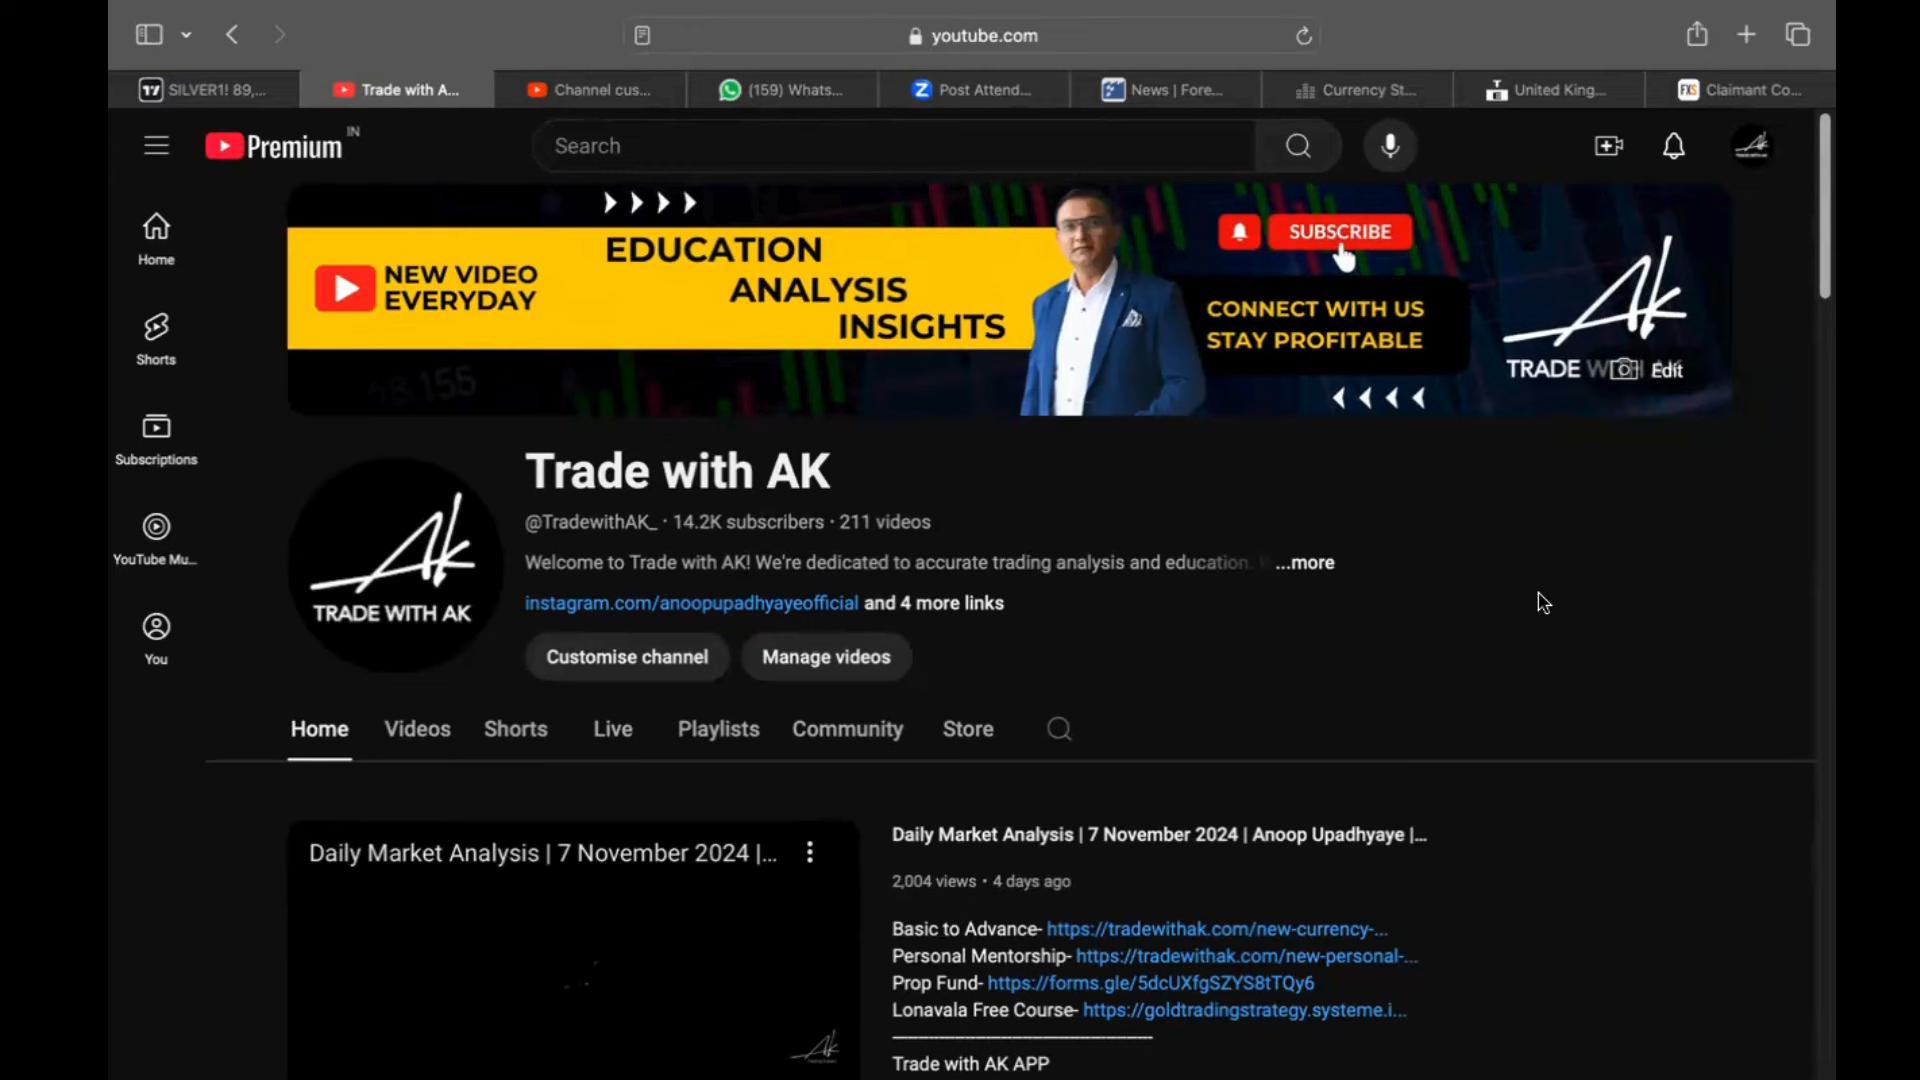 youtube.com
SILVER1! 89,...
Trade with A...
Channel cus...
(159) Whats...
Post Attend...
News | Fore...
Currency St...
United King...
FXS
Claimant Co...
Premium IN
Search
Home
Shorts
Subscriptions
YouTube Mu...
You
NEW VIDEO
EVERYDAY
EDUCATION
ANALYSIS
INSIGHTS
SUBSCRIBE
CONNECT WITH US
STAY PROFITABLE
Ak
TRADE WITH AK
Edit
Ak
TRADE WITH AK
Trade with AK
@TradewithAK_ · 14.2K subscribers · 211 videos
Welcome to Trade with AK! We're dedicated to accurate trading analysis and education. ...more
instagram.com/anoopupadhyayeofficial and 4 more links
Customise channel
Manage videos
Home
Videos
Shorts
Live
Playlists
Community
Store
Daily Market Analysis | 7 November 2024 |...
Daily Market Analysis | 7 November 2024 | Anoop Upadhyaye |...
2,004 views · 4 days ago
Basic to Advance- https://tradewithak.com/new-currency-...
Personal Mentorship- https://tradewithak.com/new-personal-...
Prop Fund- https://forms.gle/5dcUXfgSZYS8tTQy6
Lonavala Free Course- https://goldtradingstrategy.systeme.i...
Trade with AK APP